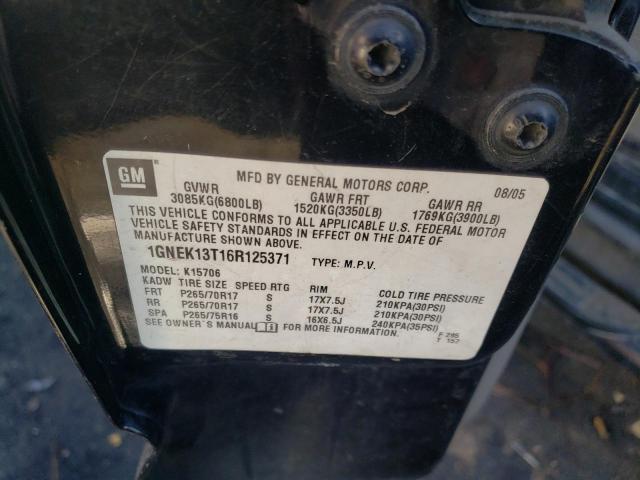 GM
MFD BY GENERAL MOTORS CORP. 08/05
GVWR GAWR FRT GAWR RR
3085KG(6800LB) 1520KG(3350LB) 1769KG(3900LB)
THIS VEHICLE CONFORMS TO ALL APPLICABLE U.S. FEDERAL MOTOR
VEHICLE SAFETY STANDARDS IN EFFECT ON THE DATE OF
MANUFACTURE SHOWN ABOVE.
1GNEK13T16R125371 TYPE: M.P.V.
MODEL: K15706
KADW TIRE SIZE SPEED RTG RIM COLD TIRE PRESSURE
FRT P265/70R17 S 17X7.5J 210KPA(30PSI)
RR P265/70R17 S 17X7.5J 210KPA(30PSI)
SPA P265/75R16 S 16X6.5J 240KPA(35PSI)
SEE OWNER`S MANUAL i FOR MORE INFORMATION.
F 295
T 157